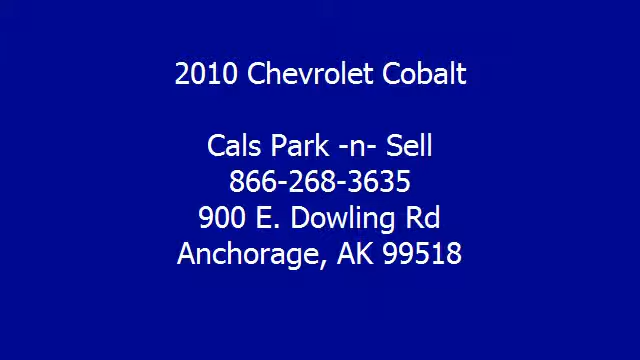 2010 Chevrolet Cobalt
Cals Park -n- Sell
866-268-3635
900 E. Dowling Rd
Anchorage, AK 99518